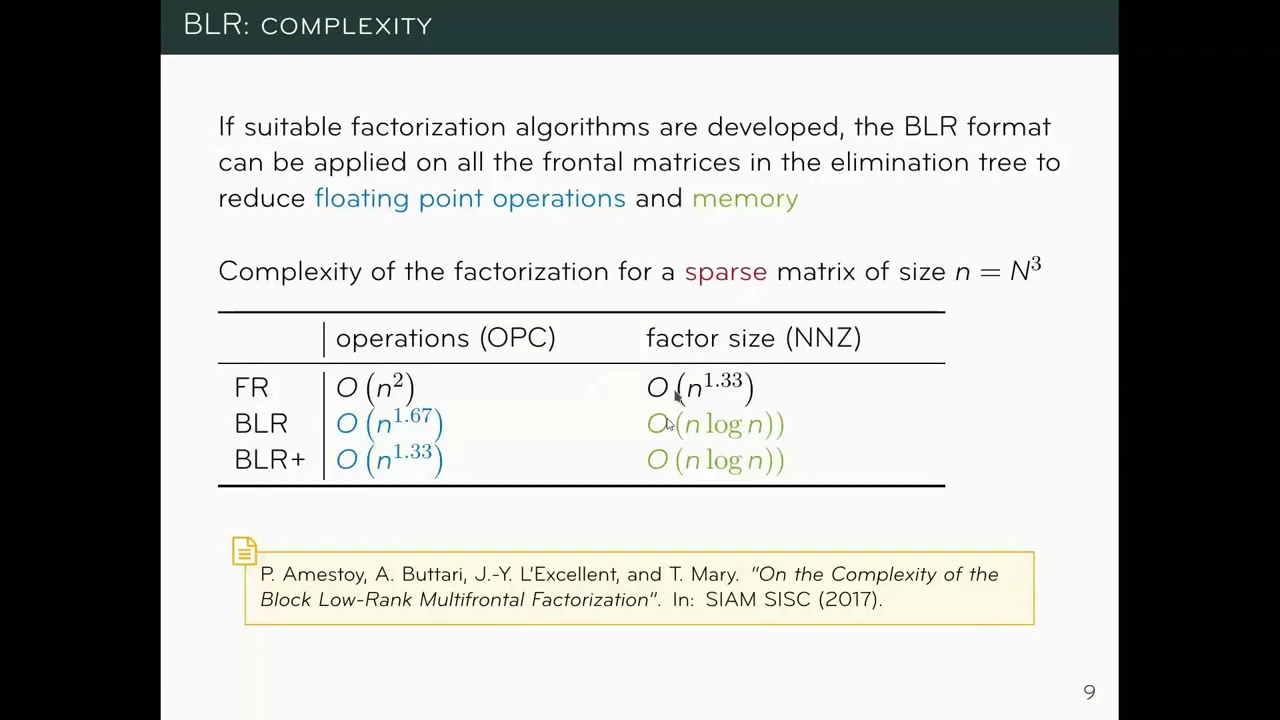 BLR: COMPLEXITY
If suitable factorization algorithms are developed, the BLR format
can be applied on all the frontal matrices in the elimination tree to
reduce floating point operations and memory
Complexity of the factorization for a sparse matrix of size n = N³
operations (OPC) factor size (NNZ)
FR O (n²) O (n^1.33)
BLR O (n^1.67) O (n log n))
BLR+ O (n^1.33) O (n log n))
P. Amestoy, A. Buttari, J.-Y. L'Excellent, and T. Mary. "On the Complexity of the
Block Low-Rank Multifrontal Factorization". In: SIAM SISC (2017).
9